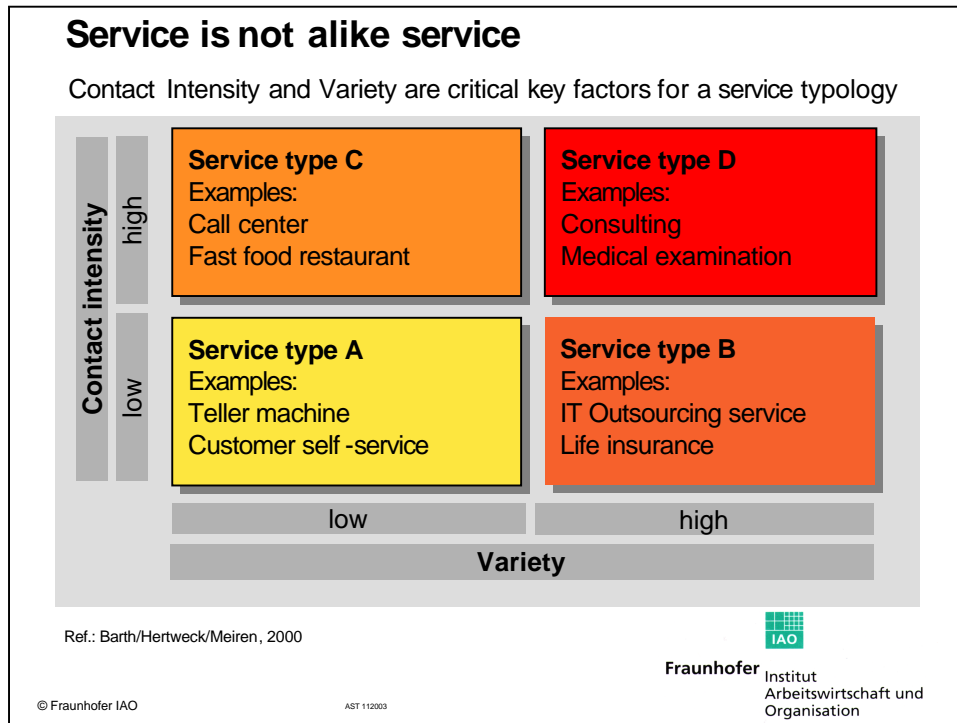 Service is not alike service
Contact Intensity and Variety are critical key factors for a service typology
Contact intensity
high
low
Service type C
Examples:
Call center
Fast food restaurant
Service type D
Examples:
Consulting
Medical examination
Service type A
Examples:
Teller machine
Customer self-service
Service type B
Examples:
IT Outsourcing service
Life insurance
low
high
Variety
Ref.: Barth/Hertweck/Meiren, 2000
IAO
Fraunhofer
Institut
Arbeitswirtschaft und
Organisation
© Fraunhofer IAO
AST 112003